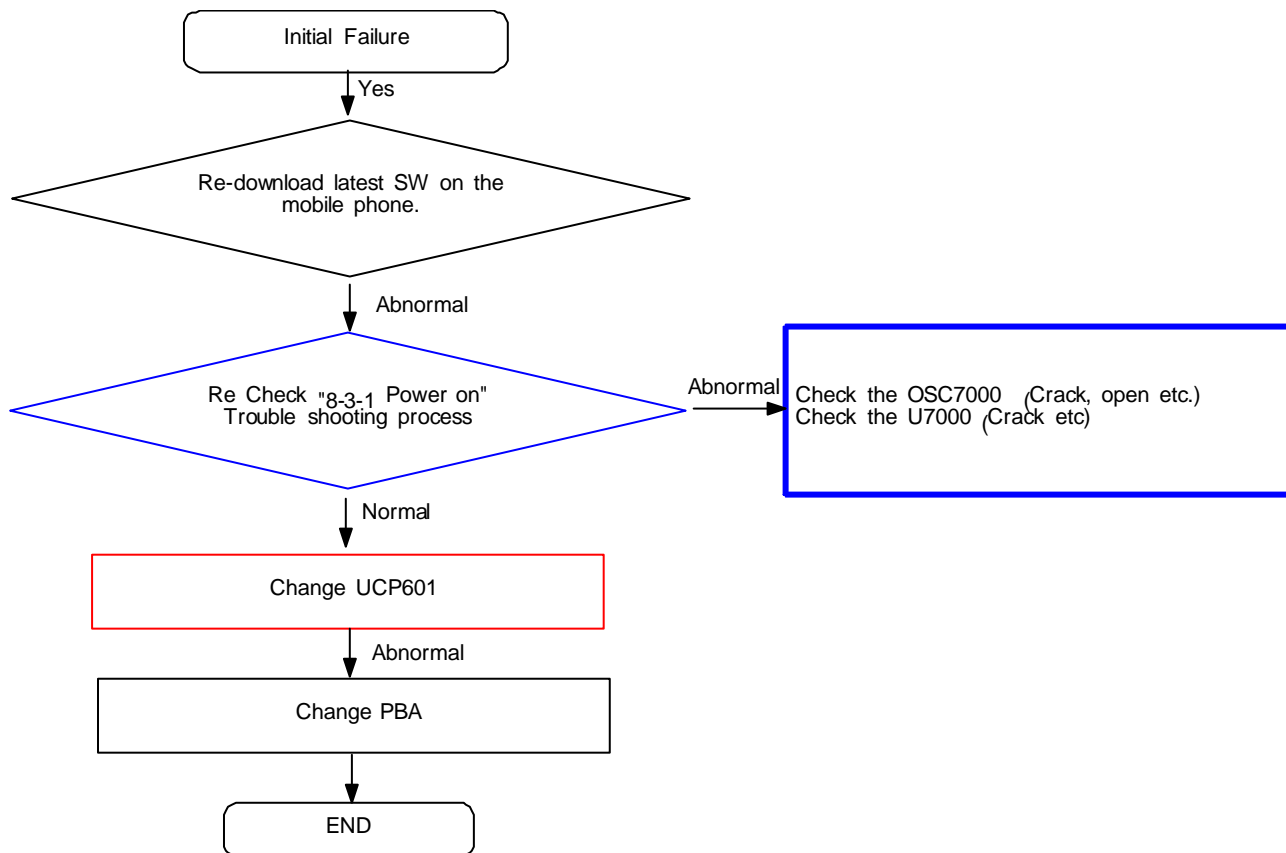 Initial Failure
Yes
Re-download latest SW on the
mobile phone.
Abnormal
Re Check "8-3-1 Power on"
Trouble shooting process
Abnormal
Check the OSC7000 (Crack, open etc.)
Check the U7000 (Crack etc)
Normal
Change UCP601
Abnormal
Change PBA
END